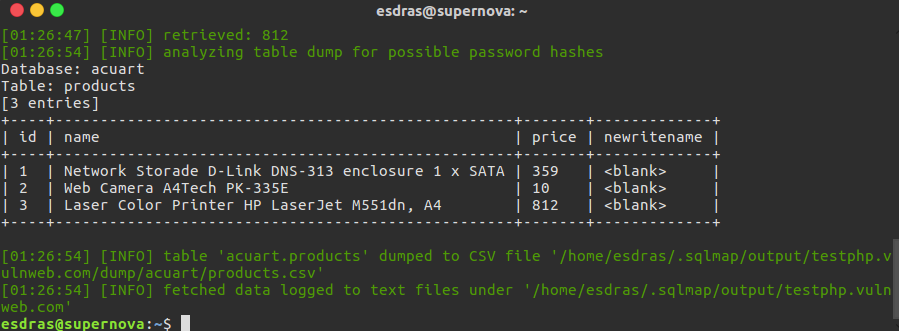 esdras@supernova: ~
[01:26:47] [INFO] retrieved: 812
[01:26:54] [INFO] analyzing table dump for possible password hashes
Database: acuart
Table: products
[3 entries]
+----+-------------------------------------------------------+-------+-------------+
| id | name                                                  | price | newritename |
+----+-------------------------------------------------------+-------+-------------+
| 1  | Network Storade D-Link DNS-313 enclosure 1 x SATA | 359   | <blank>     |
| 2  | Web Camera A4Tech PK-335E                             | 10    | <blank>     |
| 3  | Laser Color Printer HP LaserJet M551dn, A4            | 812   | <blank>     |
+----+-------------------------------------------------------+-------+-------------+
[01:26:54] [INFO] table 'acuart.products' dumped to CSV file '/home/esdras/.sqlmap/output/testphp.v
ulnweb.com/dump/acuart/products.csv'
[01:26:54] [INFO] fetched data logged to text files under '/home/esdras/.sqlmap/output/testphp.vuln
web.com'
esdras@supernova:~$